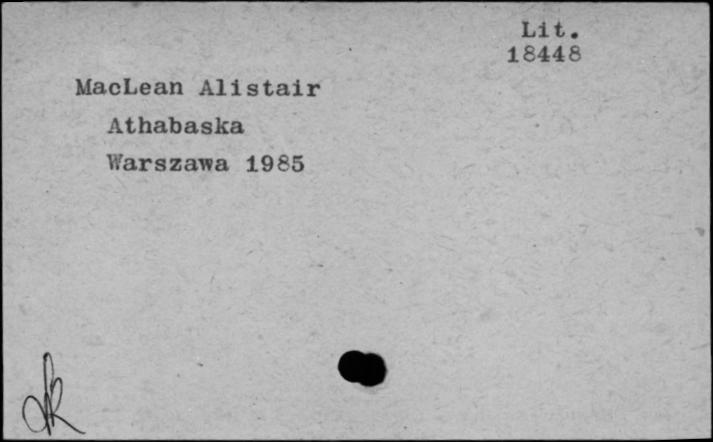 Lit.
18448
MacLean Alistair
Athabaska
Warszawa 1985